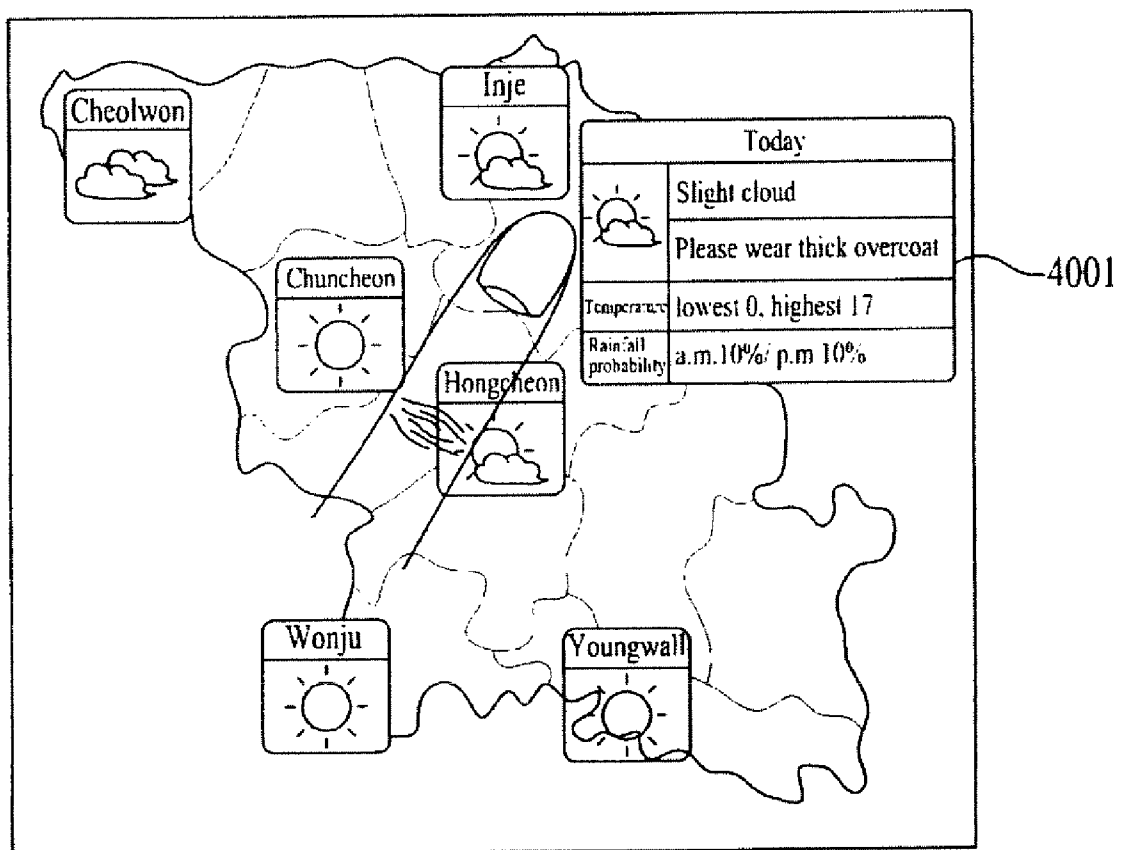 Cheolwon
Inje
Today
Slight cloud
Please wear thick overcoat
Temperature lowest 0, highest 17
Rainfall probability a.m.10%/ p.m 10%
4001
Chuncheon
Hongcheon
Wonju
Youngwall